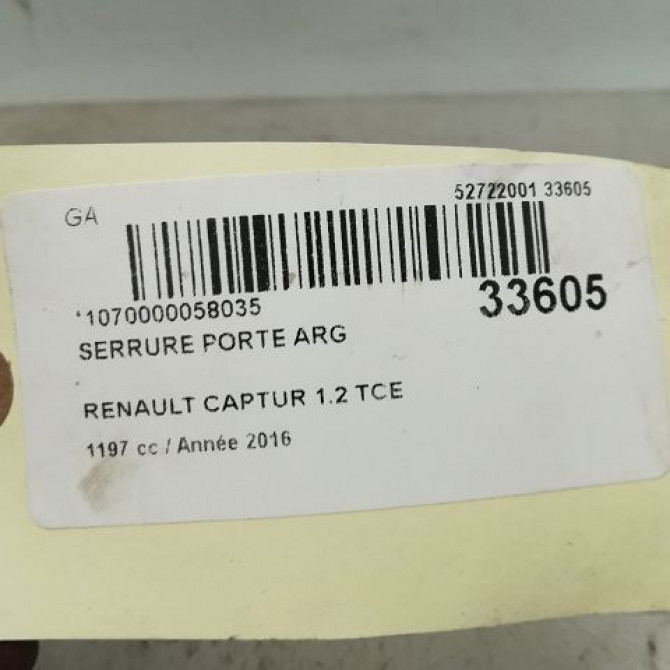 GA
52722001 33605
*1070000058035
33605
SERRURE PORTE ARG
RENAULT CAPTUR 1.2 TCE
1197 cc / Année 2016